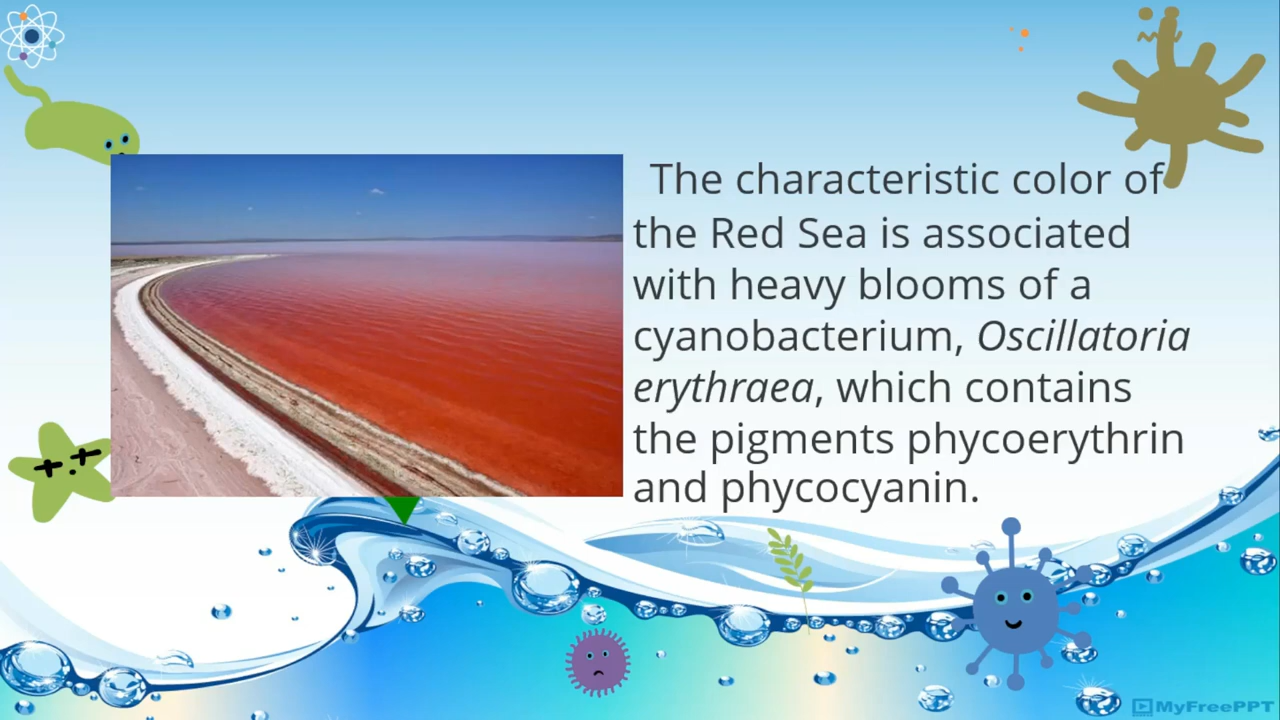 The characteristic color of
the Red Sea is associated
with heavy blooms of a
cyanobacterium, Oscillatoria
erythraea, which contains
the pigments phycoerythrin
and phycocyanin.
MyFreePPT